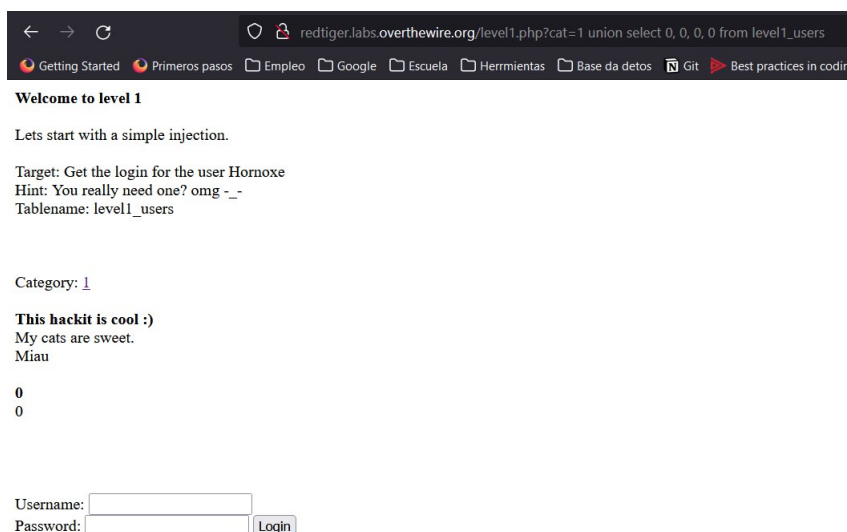 redtiger.labs.overthewire.org/level1.php?cat=1 union select 0, 0, 0, 0 from level1_users
Getting Started Primeros pasos Empleo Google Escuela Herrmientas Base da detos Git Best practices in codin
Welcome to level 1
Lets start with a simple injection.
Target: Get the login for the user Hornoxe
Hint: You really need one? omg -_-
Tablename: level1_users
Category: 1
This hackit is cool :)
My cats are sweet.
Miau
0
0
Username:
Password: Login